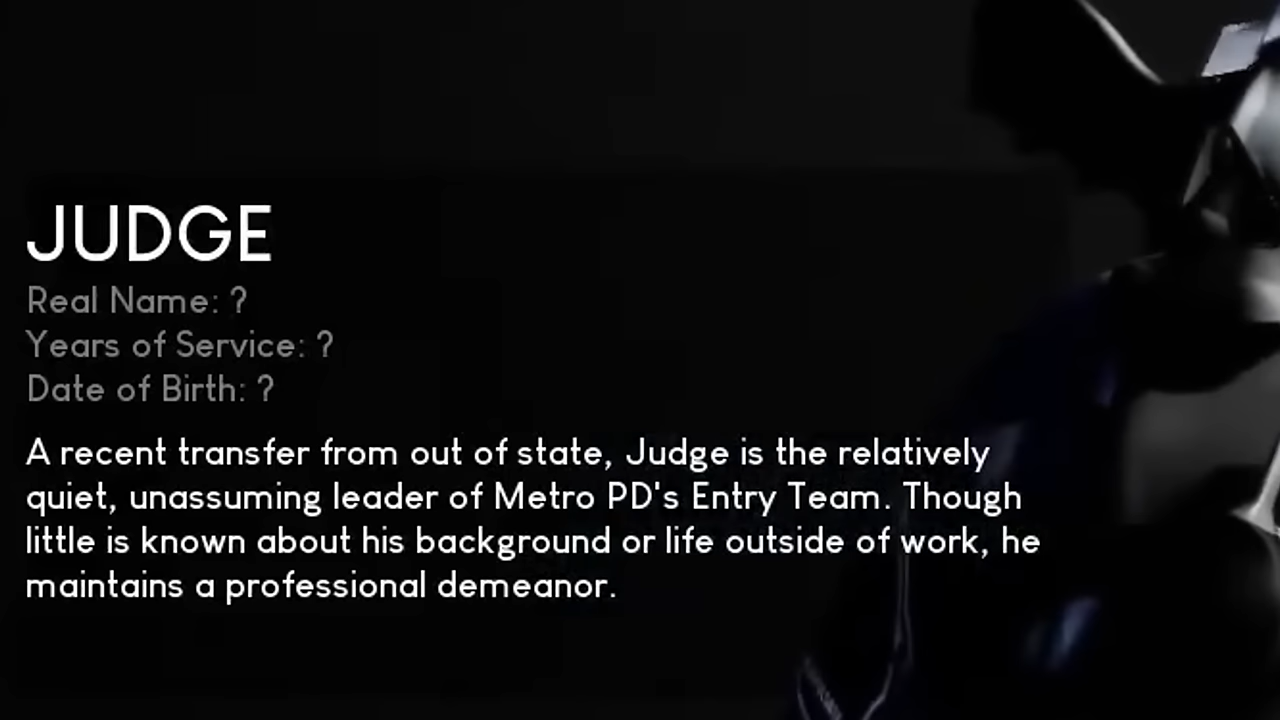 JUDGE
Real Name: ?
Years of Service: ?
Date of Birth: ?
A recent transfer from out of state, Judge is the relatively
quiet, unassuming leader of Metro PD's Entry Team. Though
little is known about his background or life outside of work, he
maintains a professional demeanor.